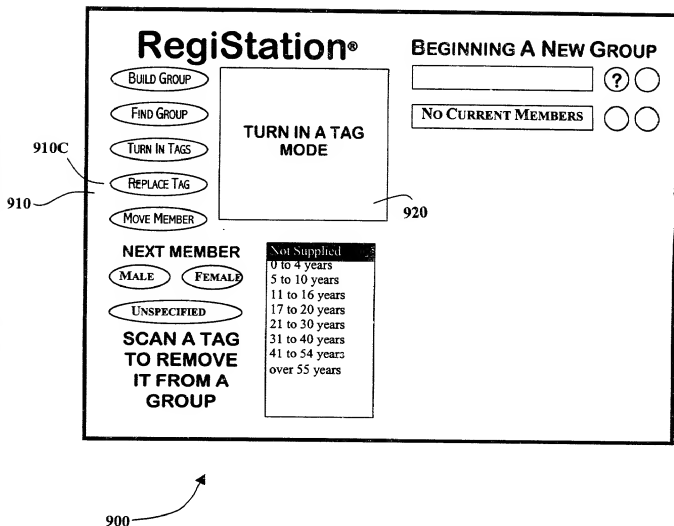 RegiStation®
BUILD GROUP
FIND GROUP
TURN IN TAGS
REPLACE TAG
MOVE MEMBER
910C
910
TURN IN A TAG
MODE
920
BEGINNING A NEW GROUP
?
NO CURRENT MEMBERS
NEXT MEMBER
MALE
FEMALE
UNSPECIFIED
SCAN A TAG
TO REMOVE
IT FROM A
GROUP
Not Supplied
0 to 4 years
5 to 10 years
11 to 16 years
17 to 20 years
21 to 30 years
31 to 40 years
41 to 54 years
over 55 years
900